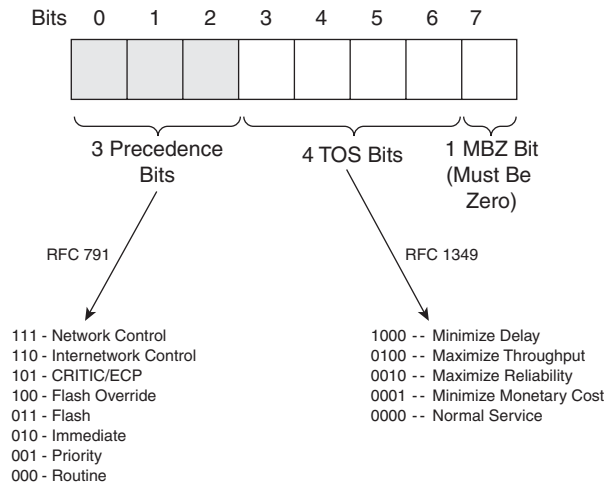 Bits 0 1 2 3 4 5 6 7
3 Precedence
Bits
4 TOS Bits
1 MBZ Bit
(Must Be
Zero)
RFC 791
RFC 1349
111 - Network Control
110 - Internetwork Control
101 - CRITIC/ECP
100 - Flash Override
011 - Flash
010 - Immediate
001 - Priority
000 - Routine
1000 -- Minimize Delay
0100 -- Maximize Throughput
0010 -- Maximize Reliability
0001 -- Minimize Monetary Cost
0000 -- Normal Service